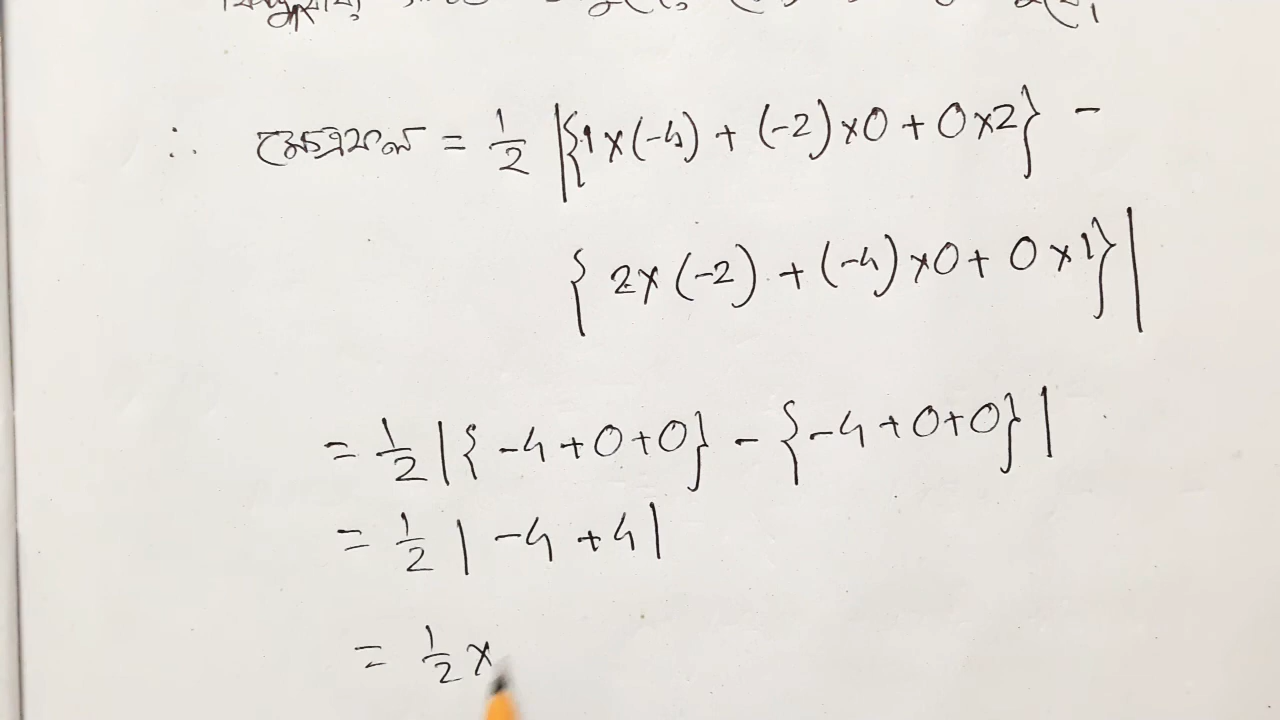 ∴ ক্ষেত্রফল = 1/2 |{1×(-4) + (-2)×0 + 0×2} -
{2×(-2) + (-4)×0 + 0×1}|
= 1/2 |{-4+0+0} - {-4+0+0}|
= 1/2 |-4+4|
= 1/2 ×